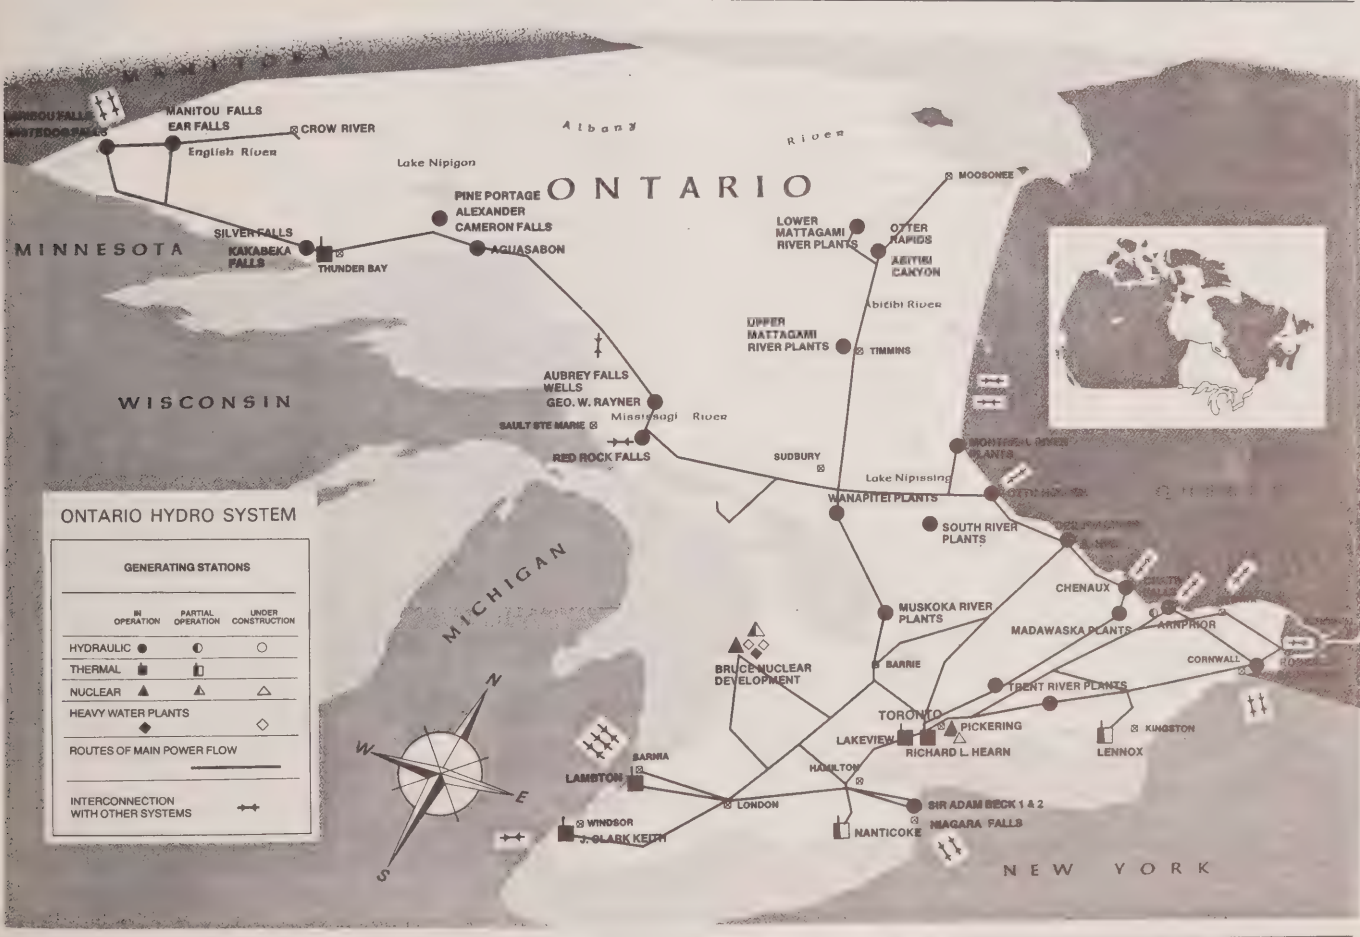 MANITOBA
MANITOU FALLS
EAR FALLS
CROW RIVER
English River
Albany
River
Lake Nipigon
ONTARIO
MOOSONEE
PINE PORTAGE
ALEXANDER
CAMERON FALLS
AGUASABON
SILVER FALLS
KAKABEKA
FALLS
THUNDER BAY
MINNESOTA
LOWER
MATTAGAMI
RIVER PLANTS
OTTER
RAPIDS
ABITIBI
CANYON
Abitibi River
UPPER
MATTAGAMI
RIVER PLANTS
TIMMINS
AUBREY FALLS
WELLS
GEO. W. RAYNER
Mississagi River
SAULT STE MARIE
RED ROCK FALLS
WISCONSIN
SUDBURY
Lake Nipissing
MONTREAL RIVER
PLANTS
WANAPITEI PLANTS
SOUTH RIVER
PLANTS
CHENAUX
MADAWASKA PLANTS
ARNPRIOR
MUSKOKA RIVER
PLANTS
BARRIE
BRUCE NUCLEAR
DEVELOPMENT
CORNWALL
TRENT RIVER PLANTS
TORONTO
PICKERING
LAKEVIEW
RICHARD L. HEARN
LENNOX
KINGSTON
HAMILTON
SARNIA
LAMBTON
LONDON
SIR ADAM BECK 1 & 2
NIAGARA FALLS
WINDSOR
J. CLARK KEITH
NANTICOKE
NEW YORK
MICHIGAN
N
W
E
S
ONTARIO HYDRO SYSTEM
GENERATING STATIONS
IN OPERATION
PARTIAL OPERATION
UNDER CONSTRUCTION
HYDRAULIC
THERMAL
NUCLEAR
HEAVY WATER PLANTS
ROUTES OF MAIN POWER FLOW
INTERCONNECTION
WITH OTHER SYSTEMS